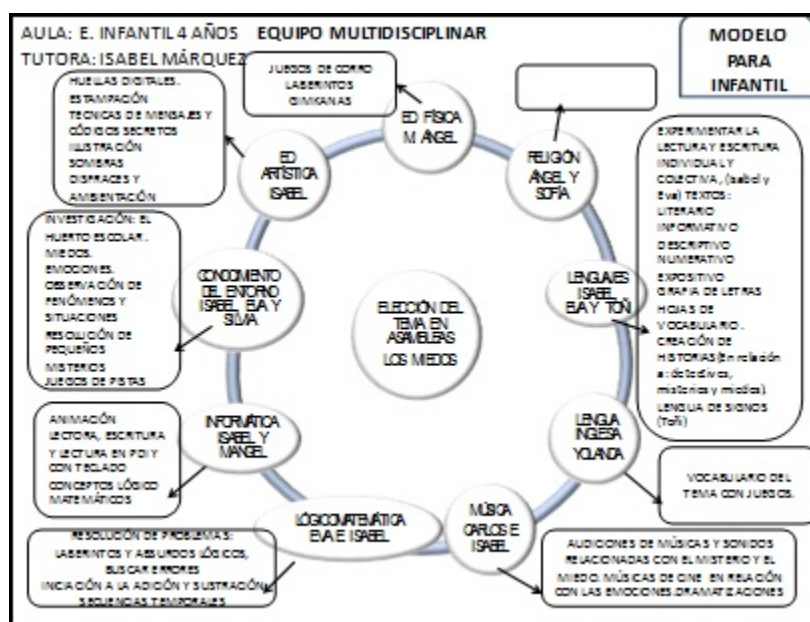 AULA: E. INFANTIL 4 AÑOS EQUIPO MULTIDISCIPLINAR
TUTORA: ISABEL MÁRQUEZ
MODELO
PARA
INFANTIL
JUEGOS DE CORRO
LABERINTOS
GIMKANAS
HUELLAS DIGITALES.
ESTAMPACIÓN
TECNICAS DE MENSAJES Y
CÓDIGOS SECRETOS
ILUSTRACIÓN
SOMBRAS
DISFRACES Y
AMBIENTACIÓN
ED FÍSICA
M. ÁNGEL
ED
ARTÍSTICA
ISABEL
RELIGIÓN
ÁNGEL Y
SOFÍA
EXPERIMENTAR LA
LECTURA Y ESCRITURA
INDIVIDUAL Y
COLECTIVA, (Isabel y
Eva) TEXTOS:
LITERARIO
INFORMATIVO
DESCRIPTIVO
NUMERATIVO
EXPOSITIVO
GRAFIA DE LETRAS
HOJAS DE
VOCABULARIO.
CREACIÓN DE
HISTORIAS(En relación
a: detectives,
misterios y miedos).
LENGUA DE SIGNOS
(Toñi)
INVESTIGACIÓN: EL
HUERTO ESCOLAR.
MIEDOS.
EMOCIONES.
OBSERVACIÓN DE
FENÓMENOS Y
SITUACIONES
RESOLUCIÓN DE
PEQUEÑOS
MISTERIOS
JUEGOS DE PISTAS
CONOCIMIENTO
DEL ENTORNO
ISABEL, EVA Y
SILVIA
ELECCIÓN DEL
TEMA EN
ASAMBLEAS
LOS MIEDOS
LENGUAJES
ISABEL,
EVA Y TOÑI
ANIMACIÓN
LECTORA, ESCRITURA
Y LECTURA EN PDI Y
CON TECLADO
CONCEPTOS LÓGICO
MATEMÁTICOS
INFORMÁTICA
ISABEL Y
MANGEL
LENGUA
INGLESA
YOLANDA
VOCABULARIO DEL
TEMA CON JUEGOS.
LÓGICOMATEMÁTICA
EVA E ISABEL
MÚSICA
CARLOS E
ISABEL
RESOLUCIÓN DE PROBLEMAS:
LABERINTOS Y ABSURDOS LÓGICOS,
BUSCAR ERRORES
INICIACIÓN A LA ADICIÓN Y SUSTRACIÓN
SECUENCIAS TEMPORALES
AUDICIONES DE MÚSICAS Y SONIDOS
RELACIONADAS CON EL MISTERIO Y EL
MIEDO. MÚSICAS DE CINE EN RELACIÓN
CON LAS EMOCIONES.DRAMATIZACIONES